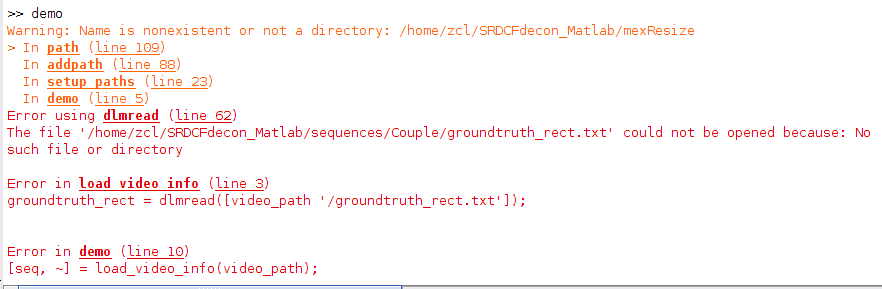 >> demo
Warning: Name is nonexistent or not a directory: /home/zcl/SRDCFdecon_Matlab/mexResize
> In path (line 109)
In addpath (line 88)
In setup_paths (line 23)
In demo (line 5)
Error using dlmread (line 62)
The file '/home/zcl/SRDCFdecon_Matlab/sequences/Couple/groundtruth_rect.txt' could not be opened because: No
such file or directory
Error in load_video_info (line 3)
groundtruth_rect = dlmread([video_path '/groundtruth_rect.txt']);
Error in demo (line 10)
[seq, ~] = load_video_info(video_path);